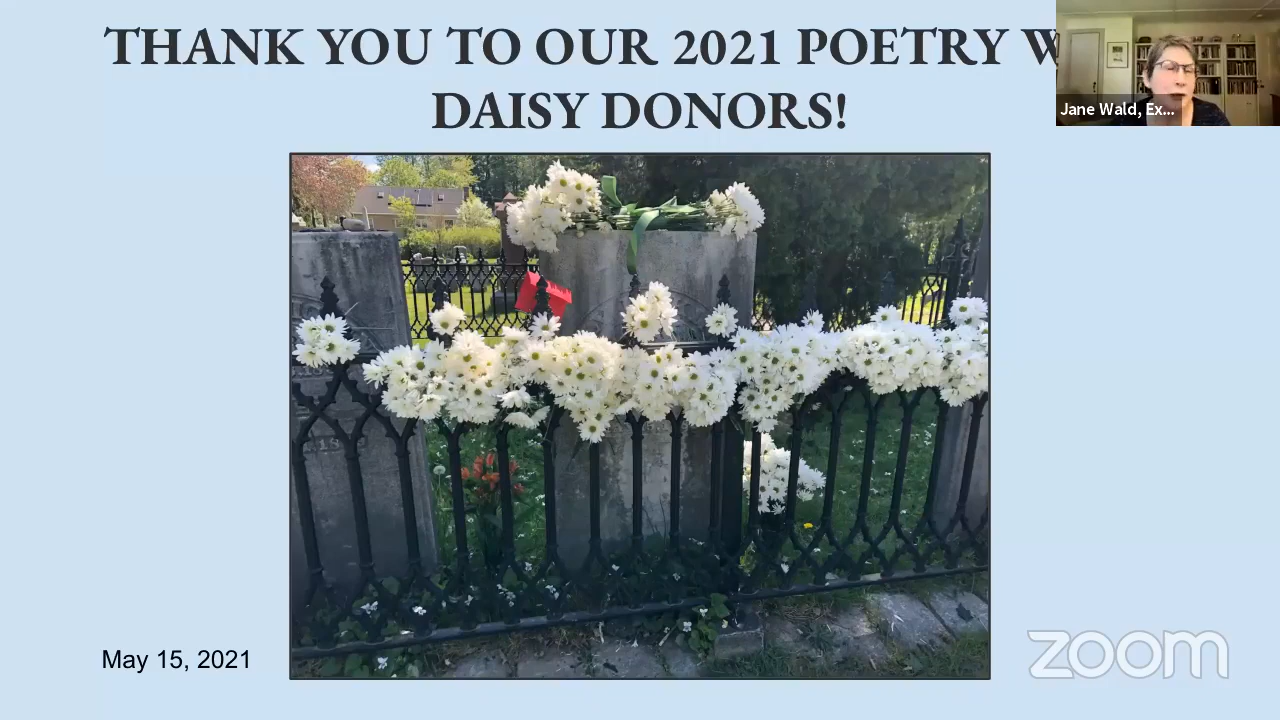 THANK YOU TO OUR 2021 POETRY W
DAISY DONORS!
Jane Wald, Ex...
May 15, 2021
zoom